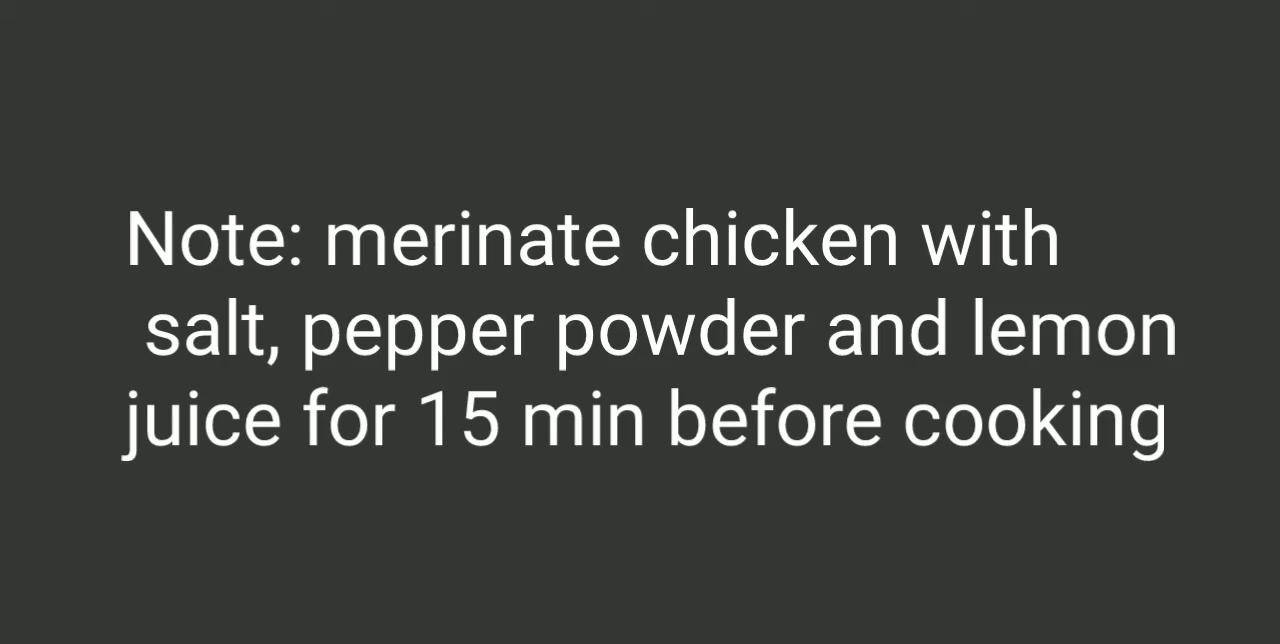 Note: merinate chicken with
salt, pepper powder and lemon
juice for 15 min before cooking